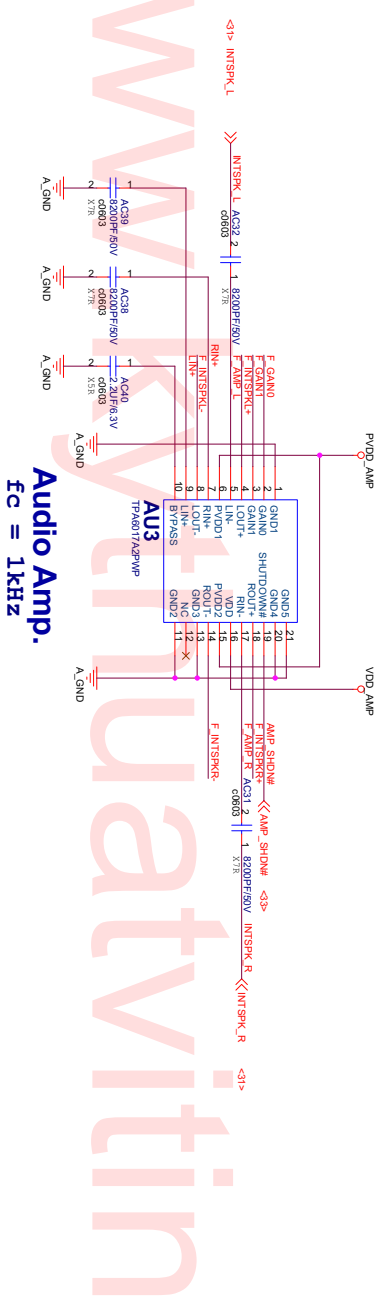 PVDD_AMP
VDD_AMP
A_GND
F_GAIN0
F_GAIN1
F_INTSPKL+
F_AMP_L
<31> INTSPK_L
INTSPK_L
AC32
2
1
8200PF/50V
c0603
X7R
RIN+
F_INTSPKL-
LIN+
1 GND1
2 GAIN0
3 GAIN1
4 LOUT+
5 LIN-
6 PVDD1
7 RIN+
8 LOUT-
9 LIN+
10 BYPASS
GND5 21
GND4 20
SHUTDOWN# 19
ROUT+ 18
RIN- 17
VDD 16
PVDD2 15
ROUT- 14
GND3 13
NC 12
GND2 11
AU3
TPA6017A2PWP
AMP_SHDN#
AMP_SHDN# <33>
F_INTSPKR+
F_AMP_R
AC31
2
1
8200PF/50V
c0603
X7R
INTSPK_R
INTSPK_R <31>
F_INTSPKR-
A_GND
1
AC39
8200PF/50V
c0603
X7R
2
A_GND
1
AC38
8200PF/50V
c0603
X7R
2
A_GND
1
AC40
2.2UF/6.3V
c0603
X5R
2
A_GND
Audio Amp.
fc = 1kHz
ww.kythuatvitin